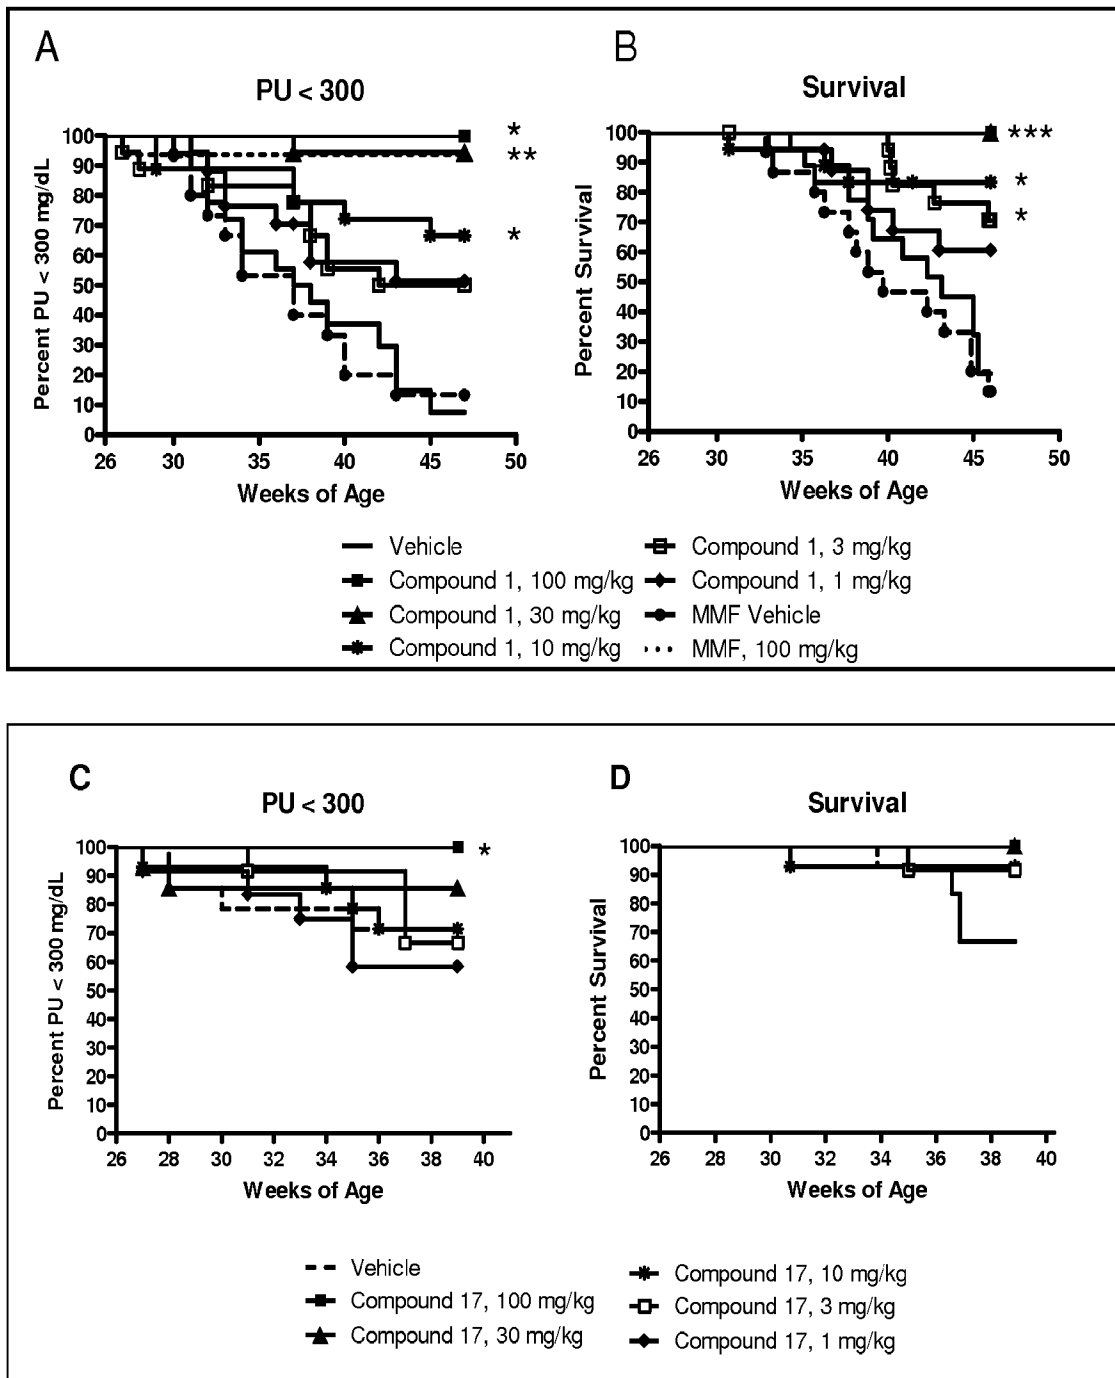 A
PU < 300
Percent PU < 300 mg/dL
100
90
80
70
60
50
40
30
20
10
0
26 30 35 40 45 50
Weeks of Age
*
**
*
B
Survival
Percent Survival
100
90
80
70
60
50
40
30
20
10
0
26 30 35 40 45 50
Weeks of Age
***
*
*
Vehicle
Compound 1, 100 mg/kg
Compound 1, 30 mg/kg
Compound 1, 10 mg/kg
Compound 1, 3 mg/kg
Compound 1, 1 mg/kg
MMF Vehicle
MMF, 100 mg/kg
C
PU < 300
Percent PU < 300 mg/dL
100
90
80
70
60
50
40
30
20
10
0
26 28 30 32 34 36 38 40
Weeks of Age
*
D
Survival
Percent Survival
100
90
80
70
60
50
40
30
20
10
0
26 28 30 32 34 36 38 40
Weeks of Age
Vehicle
Compound 17, 100 mg/kg
Compound 17, 30 mg/kg
Compound 17, 10 mg/kg
Compound 17, 3 mg/kg
Compound 17, 1 mg/kg